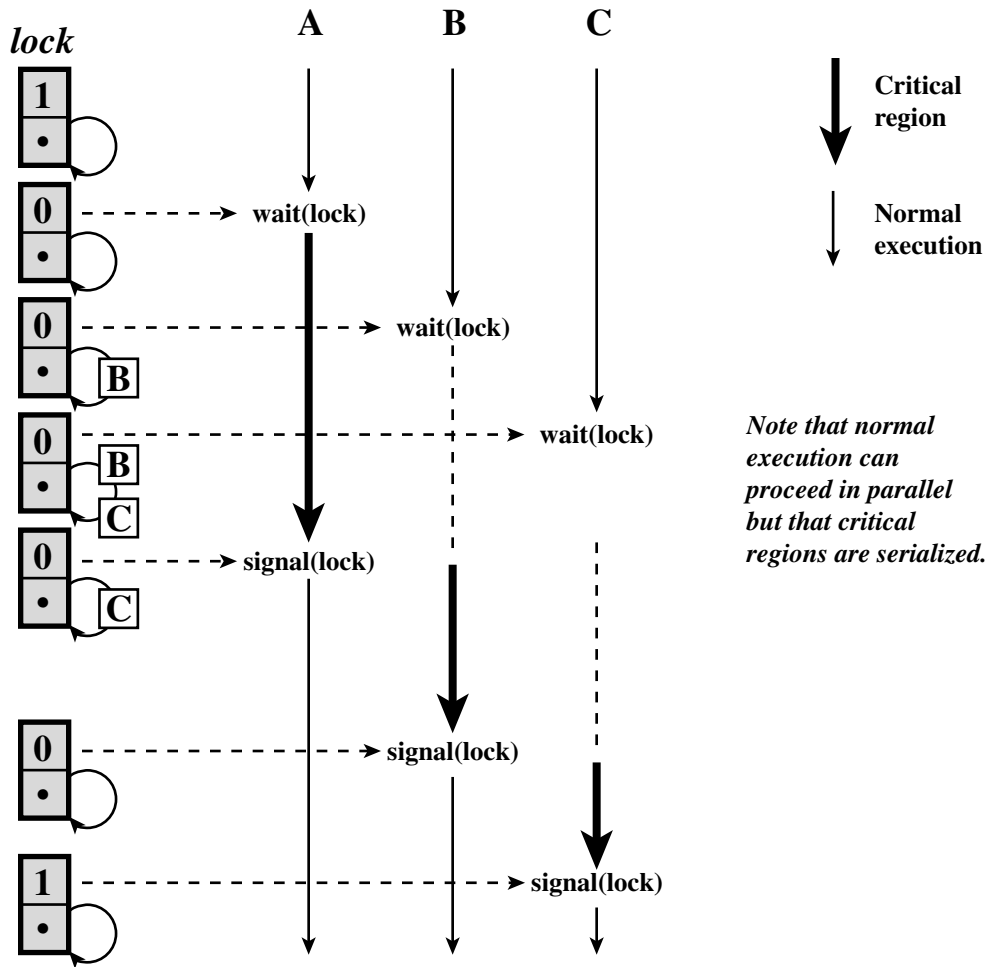 A B C
lock
1
Critical
region
0
wait(lock)
Normal
execution
0
wait(lock)
B
0
wait(lock)
B
C
Note that normal
execution can
proceed in parallel
but that critical
regions are serialized.
0
signal(lock)
C
0
signal(lock)
1
signal(lock)